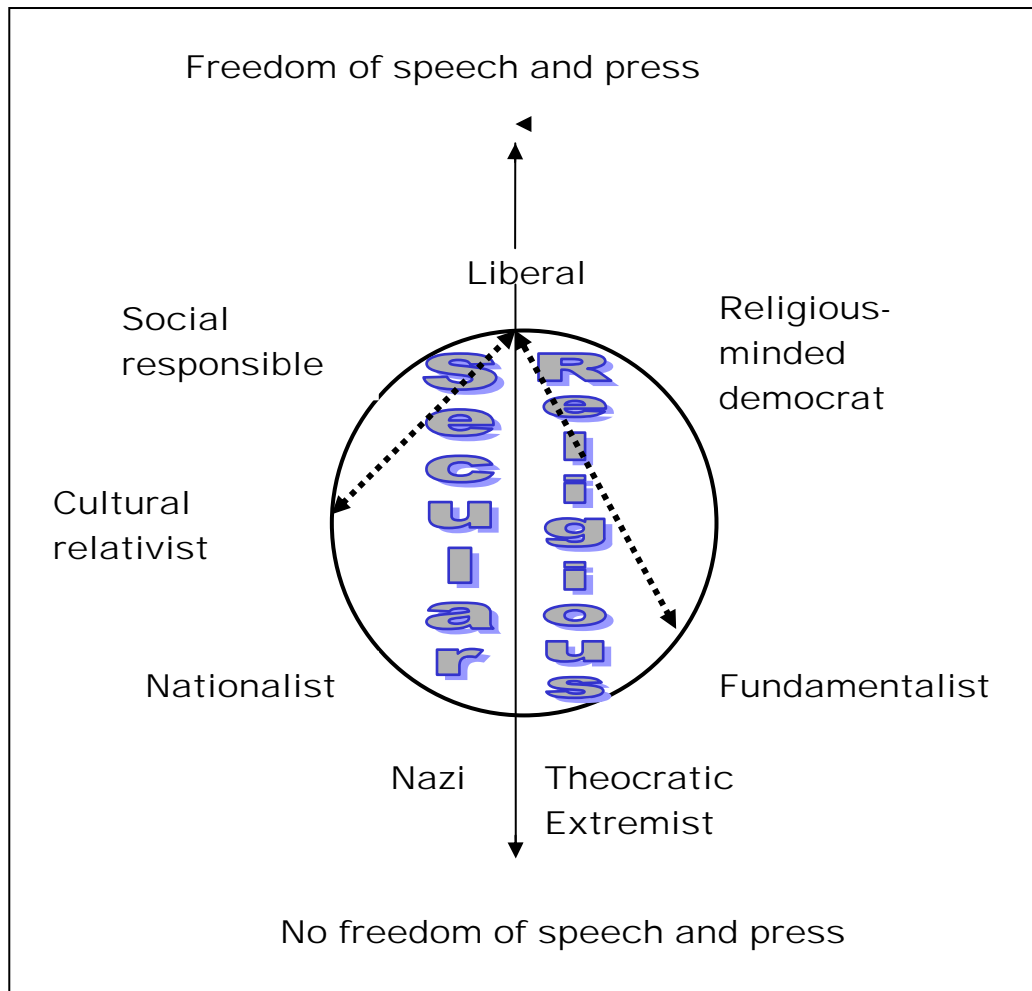 Freedom of speech and press
Liberal
Social
responsible
Religious-
minded
democrat
Secular
Religious
Cultural
relativist
Nationalist
Fundamentalist
Nazi
Theocratic
Extremist
No freedom of speech and press